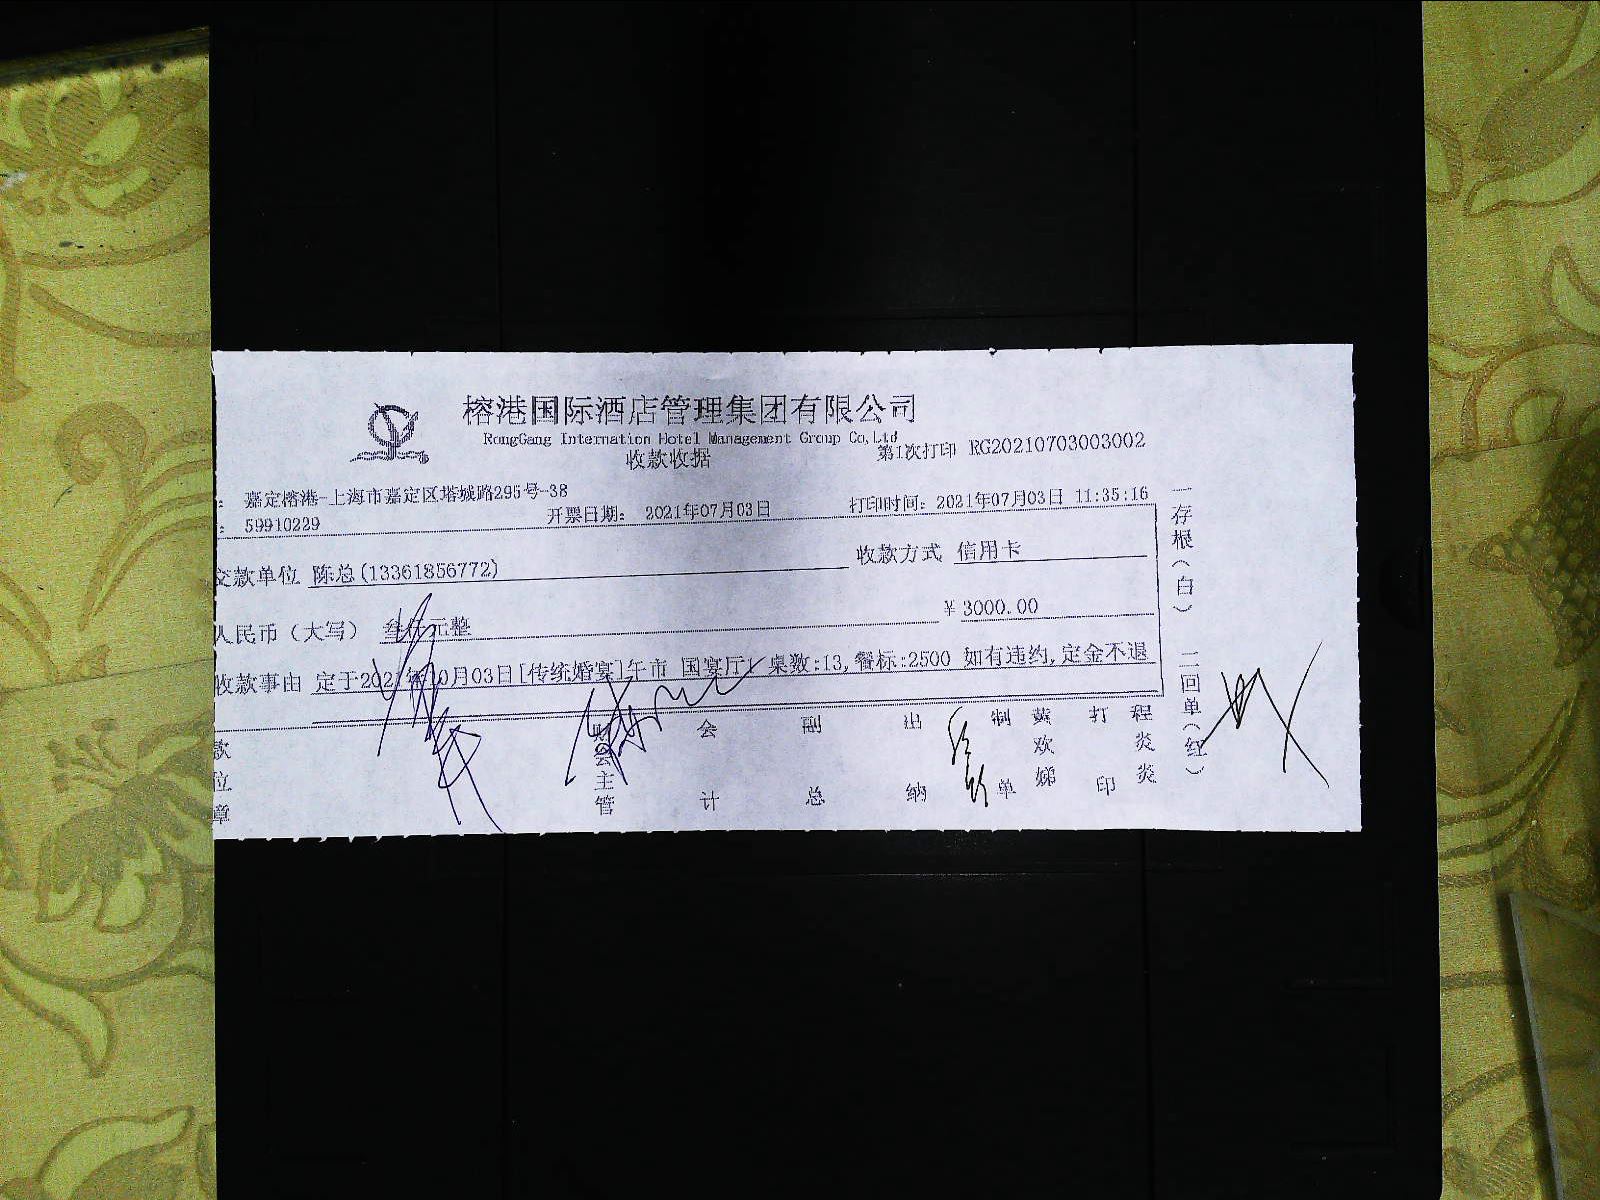 榕港国际酒店管理集团有限公司
RongGang Internation Hotel Management Group Co,Ltd
收款收据
第1次打印 RG20210703003002
: 嘉定榕港-上海市嘉定区塔城路295号-38
: 59910229 开票日期: 2021年07月03日 打印时间: 2021年07月03日 11:35:16
交款单位 陈总(13361856772) 收款方式 信用卡
人民币(大写) 叁仟元整 ¥3000.00
收款事由 定于2021年10月03日[传统婚宴]午市 国宴厅1 桌数:13,餐标:2500 如有违约,定金不退
款位章 财会主管 会计 副总 出纳 制单 黄欢娣 打印 程炎炎
一存根(白) 二回单(红)